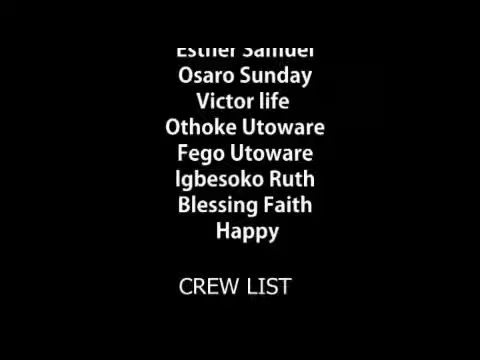 Esther Samuel
Osaro Sunday
Victor life
Othoke Utoware
Fego Utoware
Igbesoko Ruth
Blessing Faith
Happy
CREW LIST